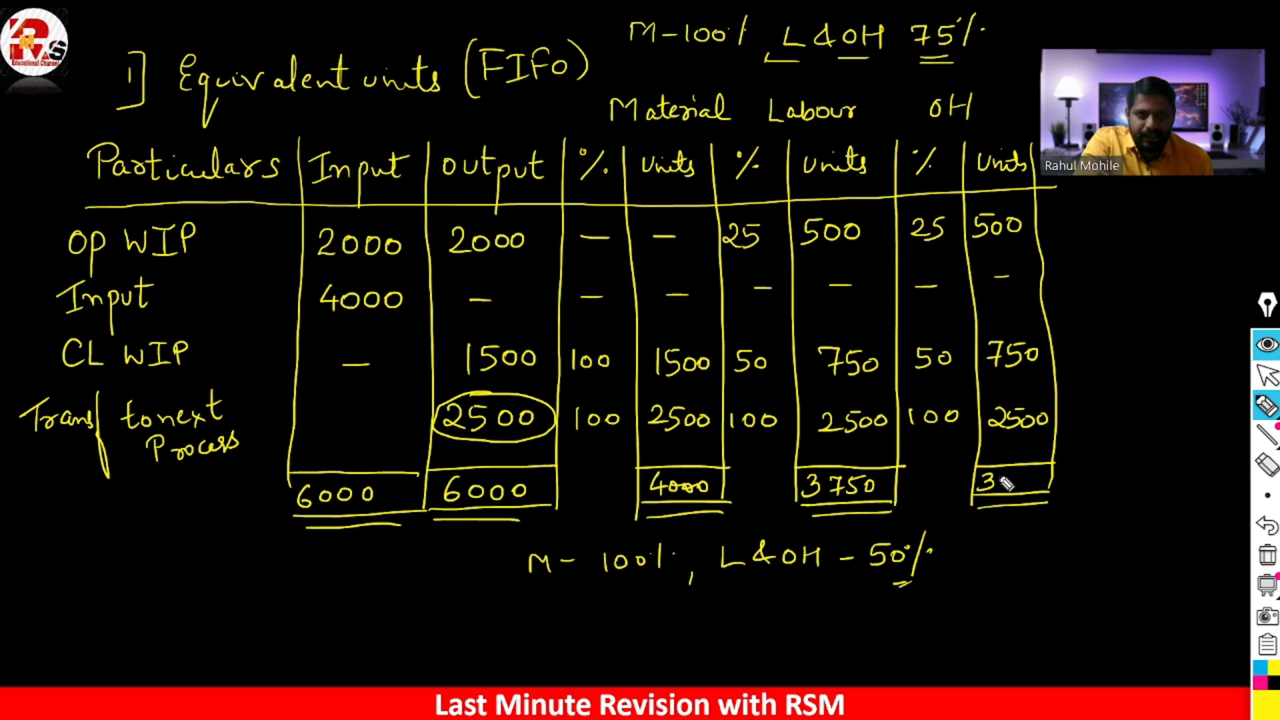 RMS
Educational Channel
M-100%, L & OH 75%.
1] Equivalent units (FIFO)
Material Labour OH
Particulars Input output %. units % units % Units
OP WIP 2000 2000 — — 25 500 25 500
Input 4000 — — — — — — —
CL WIP — 1500 100 1500 50 750 50 750
Transf to next Process 2500 100 2500 100 2500 100 2500
6000 6000 4000 3750 3
M- 100%, L & OH - 50%.
Rahul Mohile
Last Minute Revision with RSM